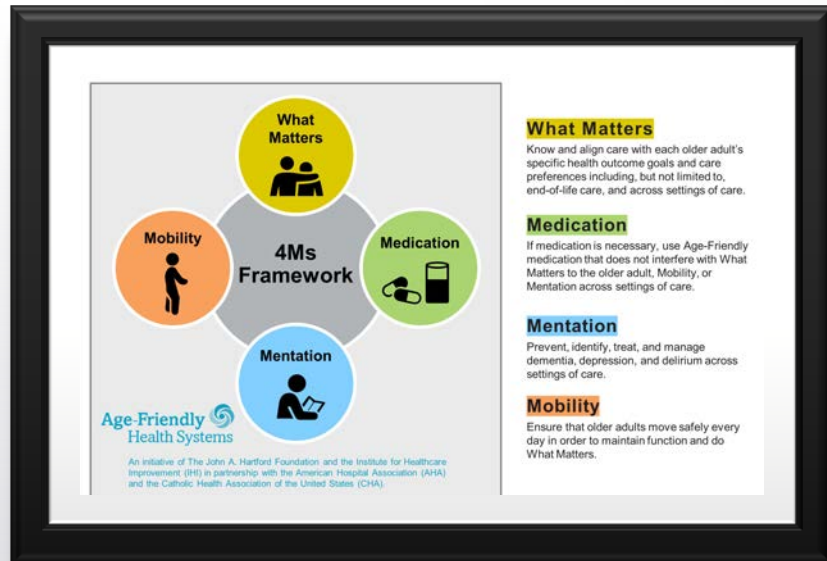 What
Matters
Mobility
4Ms
Framework
Medication
Mentation
Age-Friendly
Health Systems
An initiative of The John A. Hartford Foundation and the Institute for Healthcare
Improvement (IHI) in partnership with the American Hospital Association (AHA)
and the Catholic Health Association of the United States (CHA).
What Matters
Know and align care with each older adult's
specific health outcome goals and care
preferences including, but not limited to,
end-of-life care, and across settings of care.
Medication
If medication is necessary, use Age-Friendly
medication that does not interfere with What
Matters to the older adult, Mobility, or
Mentation across settings of care.
Mentation
Prevent, identify, treat, and manage
dementia, depression, and delirium across
settings of care.
Mobility
Ensure that older adults move safely every
day in order to maintain function and do
What Matters.